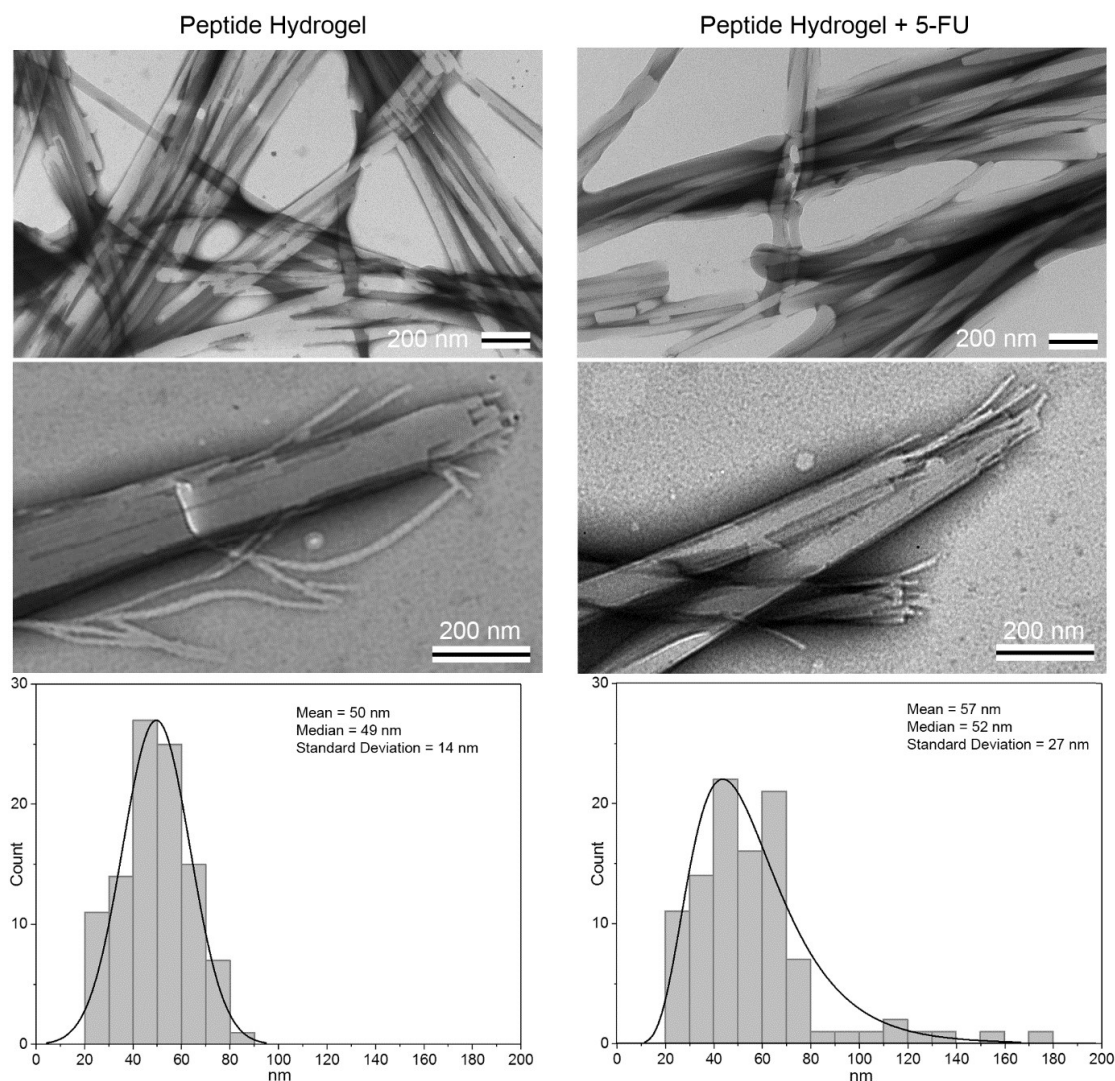 Peptide Hydrogel
Peptide Hydrogel + 5-FU
200 nm
200 nm
200 nm
200 nm
30
20
10
0
Count
Mean = 50 nm
Median = 49 nm
Standard Deviation = 14 nm
0 20 40 60 80 100 120 140 160 180 200
nm
30
20
10
0
Count
Mean = 57 nm
Median = 52 nm
Standard Deviation = 27 nm
0 20 40 60 80 100 120 140 160 180 200
nm